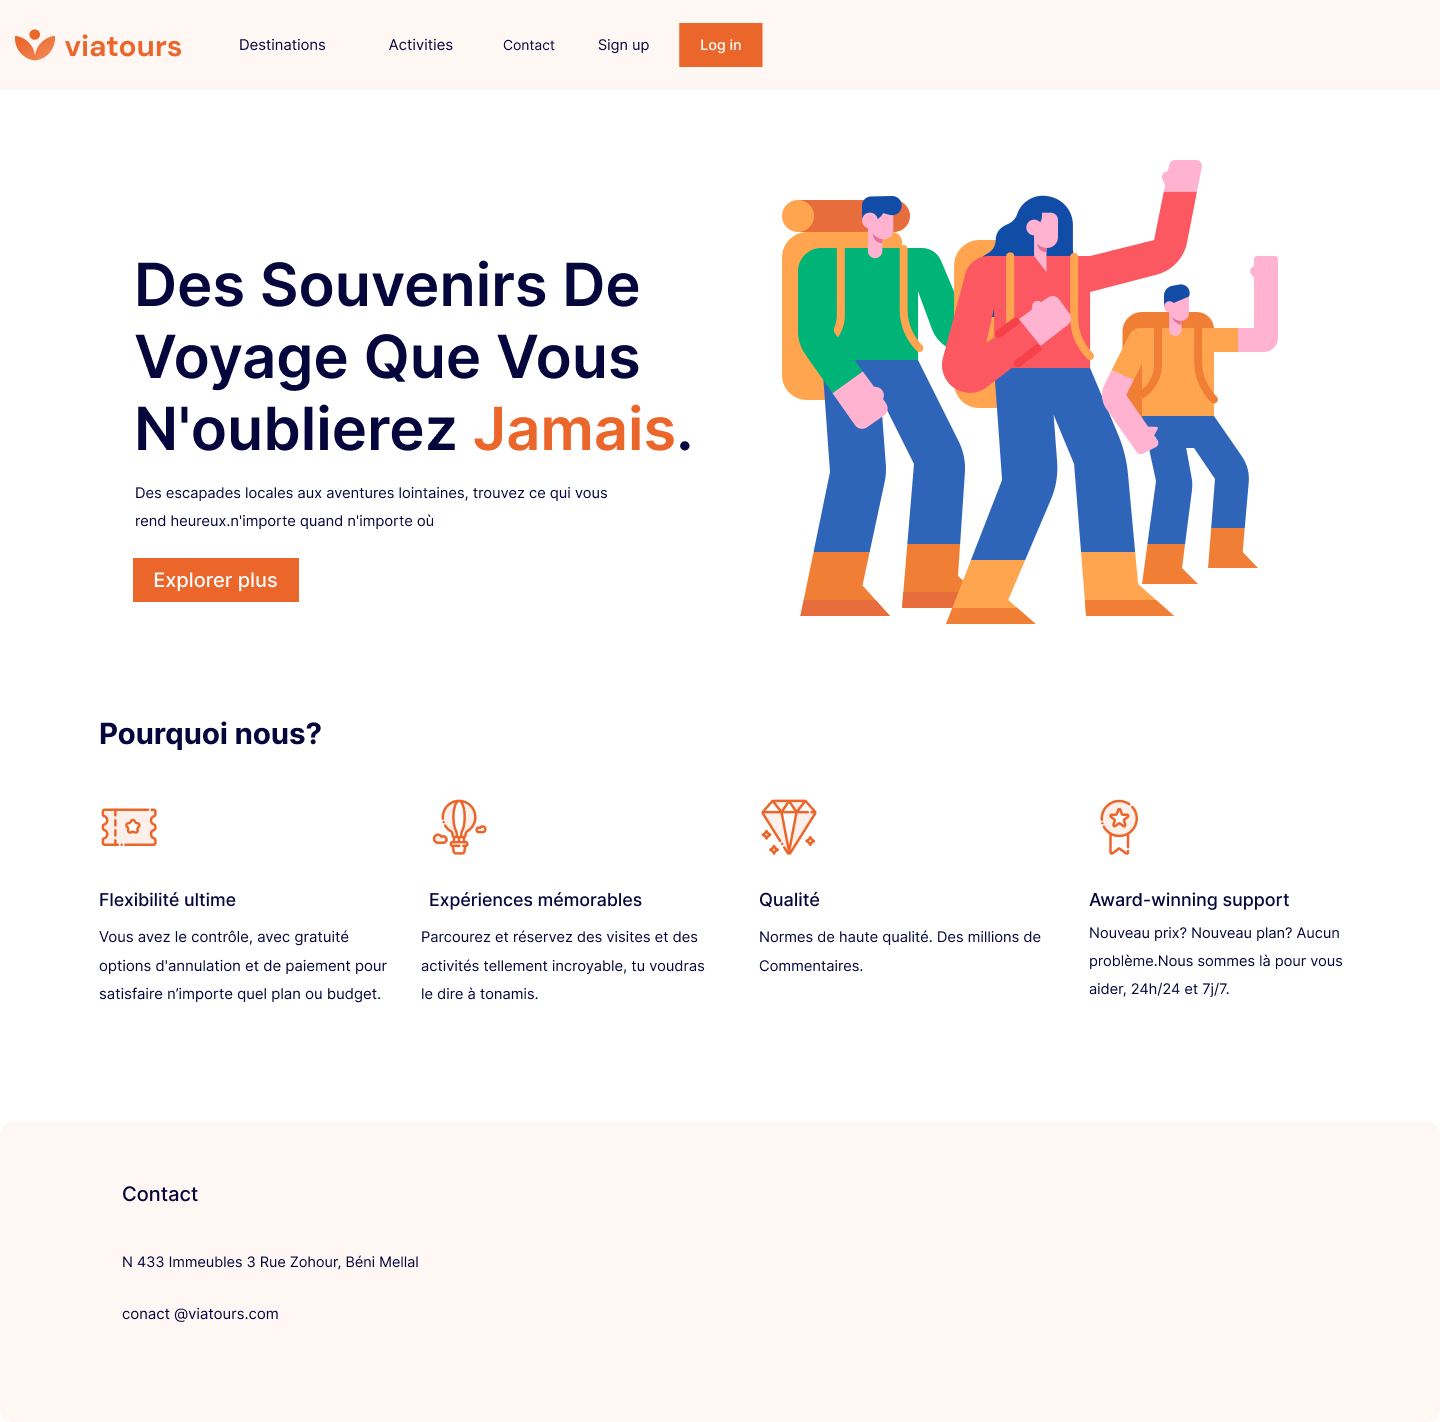 viatours
Destinations
Activities
Contact
Sign up
Log in
Des Souvenirs De
Voyage Que Vous
N'oublierez Jamais.
Des escapades locales aux aventures lointaines, trouvez ce qui vous
rend heureux.n'importe quand n'importe où
Explorer plus
Pourquoi nous?
Flexibilité ultime
Vous avez le contrôle, avec gratuité
options d'annulation et de paiement pour
satisfaire n’importe quel plan ou budget.
Expériences mémorables
Parcourez et réservez des visites et des
activités tellement incroyable, tu voudras
le dire à tonamis.
Qualité
Normes de haute qualité. Des millions de
Commentaires.
Award-winning support
Nouveau prix? Nouveau plan? Aucun
problème.Nous sommes là pour vous
aider, 24h/24 et 7j/7.
Contact
N 433 Immeubles 3 Rue Zohour, Béni Mellal
conact @viatours.com